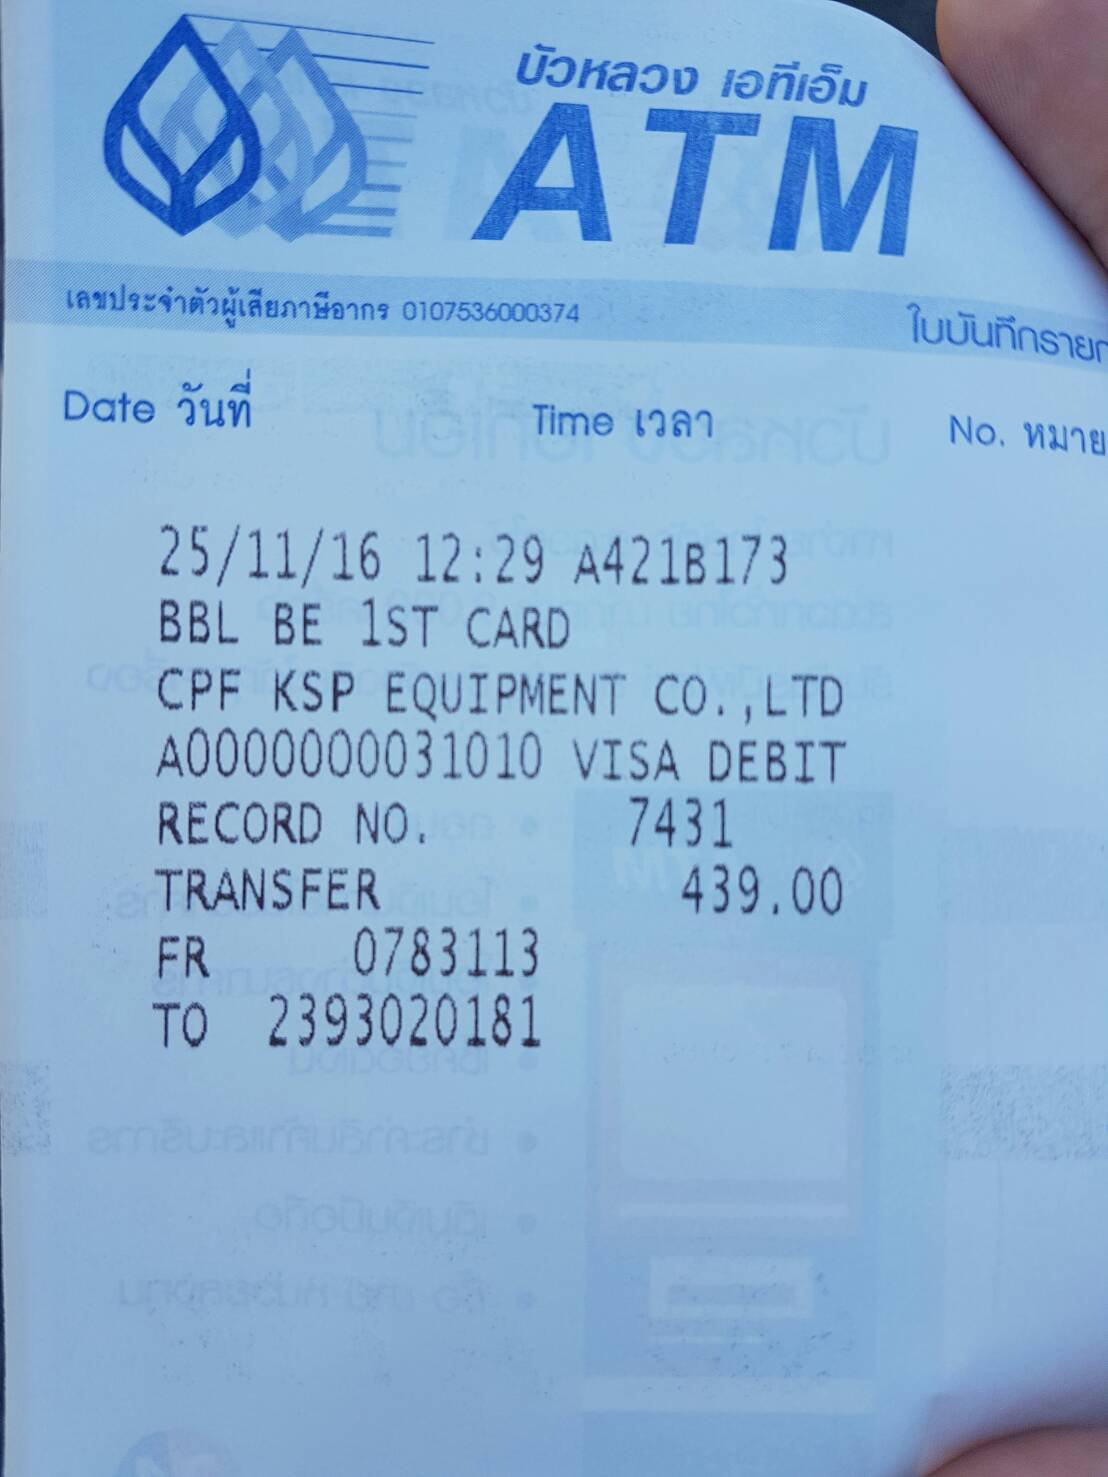 บัวหลวง เอทีเอ็ม
ATM
เลขประจำตัวผู้เสียภาษีอากร 0107536000374
ใบบันทึกราย
Date วันที่ Time เวลา No. หมาย
25/11/16 12:29 A421B173
BBL BE 1ST CARD
CPF KSP EQUIPMENT CO.,LTD
A0000000031010 VISA DEBIT
RECORD NO. 7431
TRANSFER 439.00
FR 0783113
TO 2393020181